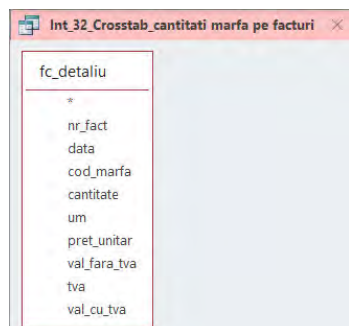 Int_32_Crosstab_cantitati marfa pe facturi
fc_detaliu
*
nr_fact
data
cod_marfa
cantitate
um
pret_unitar
val_fara_tva
tva
val_cu_tva